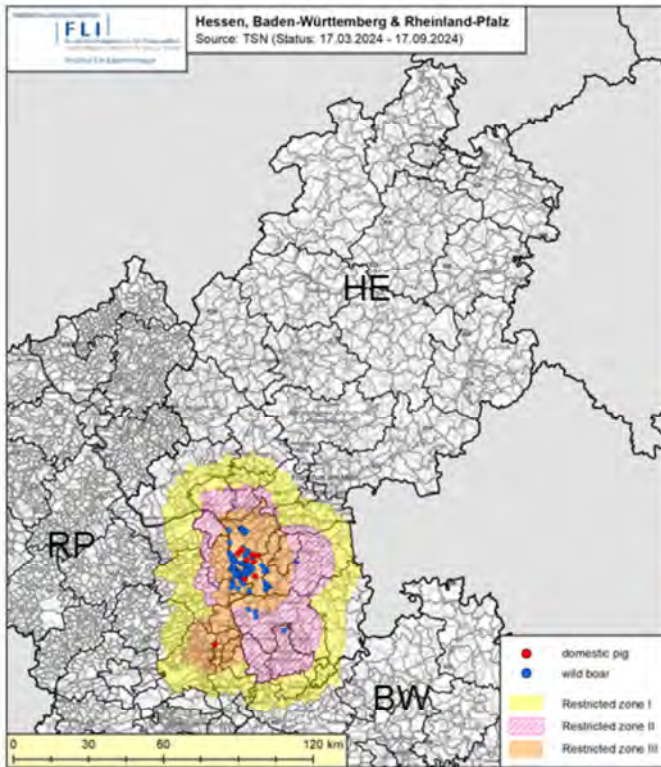 FLI
Hessen, Baden-Württemberg & Rheinland-Pfalz
Source: TSN (Status: 17.03.2024 - 17.09.2024)
HE
RP
BW
domestic pig
wild boar
Restricted zone I
Restricted zone II
Restricted zone III
0 30 60 120 km